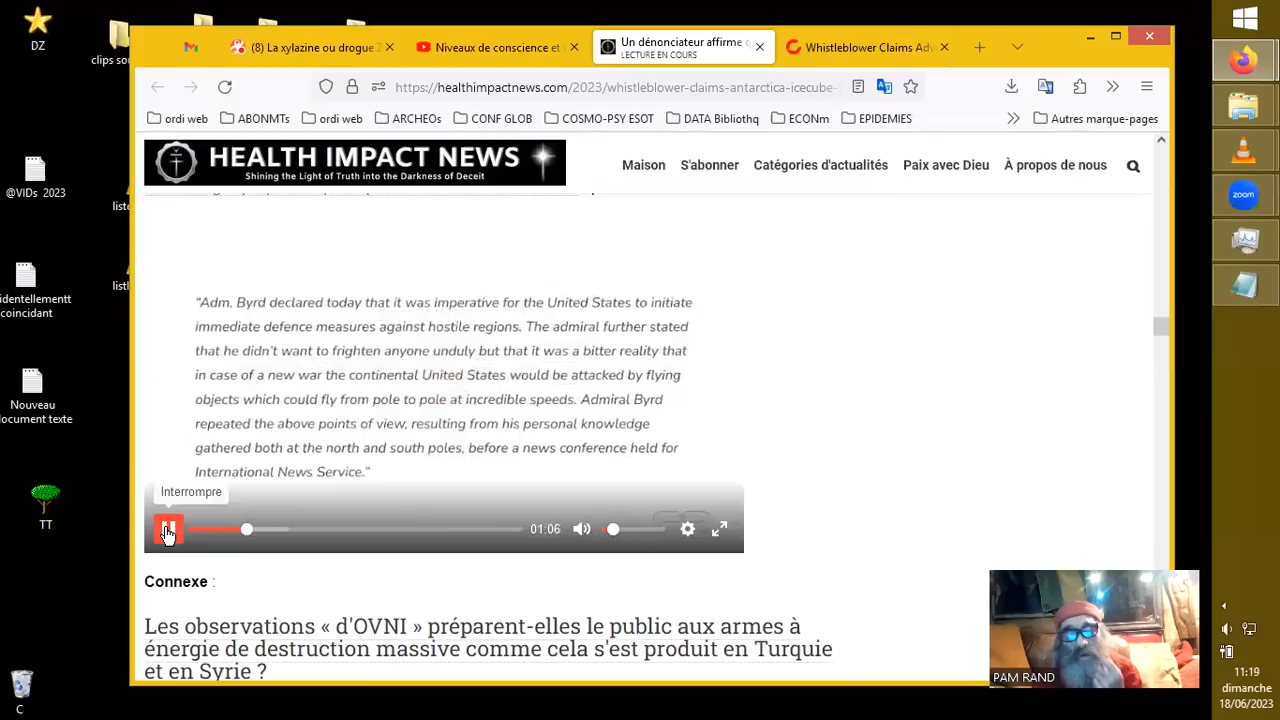 DZ
clips sou
@VIDs 2023
liste
identellementt
coincidant
listl
Nouveau
document texte
TT
C
(8) La xylazine ou drogue Z
Niveaux de conscience et
Un dénonciateur affirme q
LECTURE EN COURS
Whistleblower Claims Adv
https://healthimpactnews.com/2023/whistleblower-claims-antarctica-icecube-
ordi web
ABONMTs
ordi web
ARCHEOs
CONF GLOB
COSMO-PSY ESOT
DATA Bibliothq
ECONm
EPIDEMIES
Autres marque-pages
HEALTH IMPACT NEWS
Shining the Light of Truth into the Darkness of Deceit
Maison
S'abonner
Catégories d'actualités
Paix avec Dieu
À propos de nous
“Adm. Byrd declared today that it was imperative for the United States to initiate
immediate defence measures against hostile regions. The admiral further stated
that he didn’t want to frighten anyone unduly but that it was a bitter reality that
in case of a new war the continental United States would be attacked by flying
objects which could fly from pole to pole at incredible speeds. Admiral Byrd
repeated the above points of view, resulting from his personal knowledge
gathered both at the north and south poles, before a news conference held for
International News Service.”
Interrompre
01:06
Connexe :
Les observations « d'OVNI » préparent-elles le public aux armes à
énergie de destruction massive comme cela s'est produit en Turquie
et en Syrie ?
PAM RAND
zoom
11:19
dimanche
18/06/2023